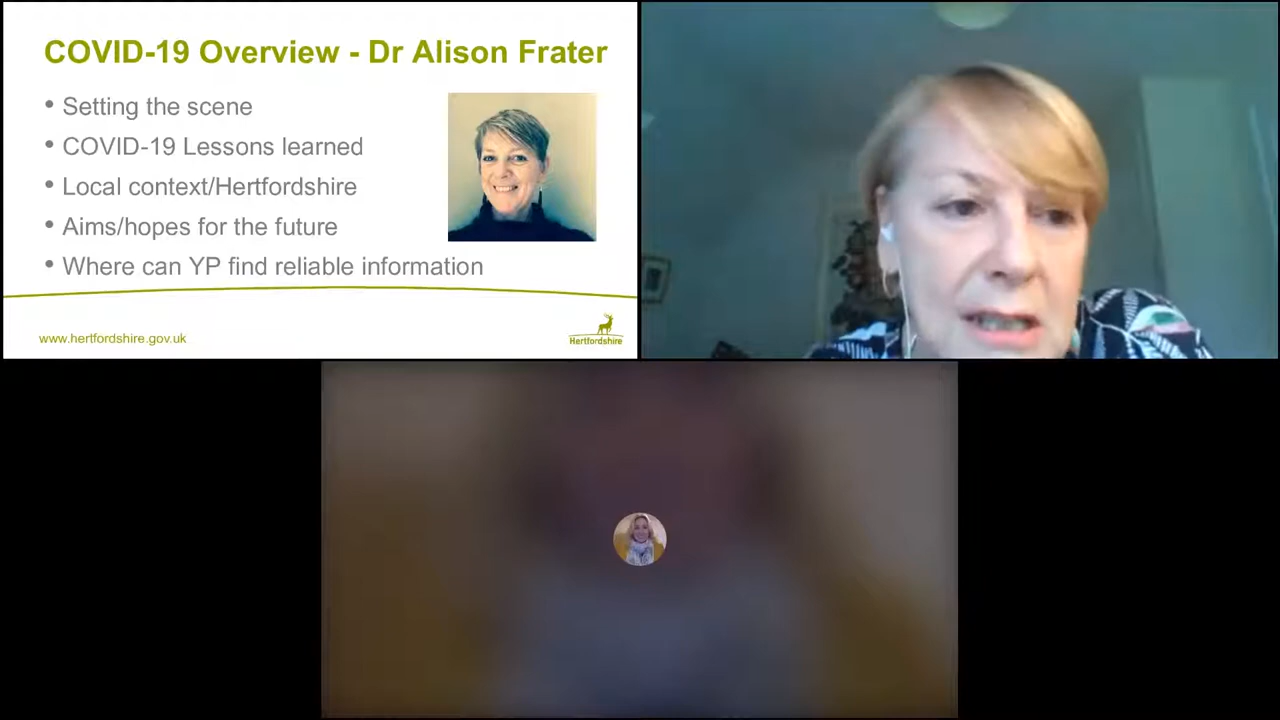 COVID-19 Overview - Dr Alison Frater
• Setting the scene
• COVID-19 Lessons learned
• Local context/Hertfordshire
• Aims/hopes for the future
• Where can YP find reliable information
www.hertfordshire.gov.uk
Hertfordshire